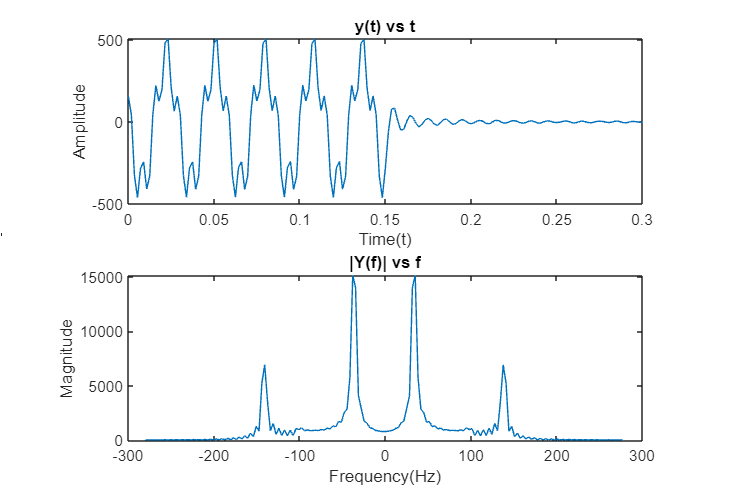 y(t) vs t
500
0
-500
Amplitude
0 0.05 0.1 0.15 0.2 0.25 0.3
Time(t)
|Y(f)| vs f
15000
10000
5000
0
Magnitude
-300 -200 -100 0 100 200 300
Frequency(Hz)